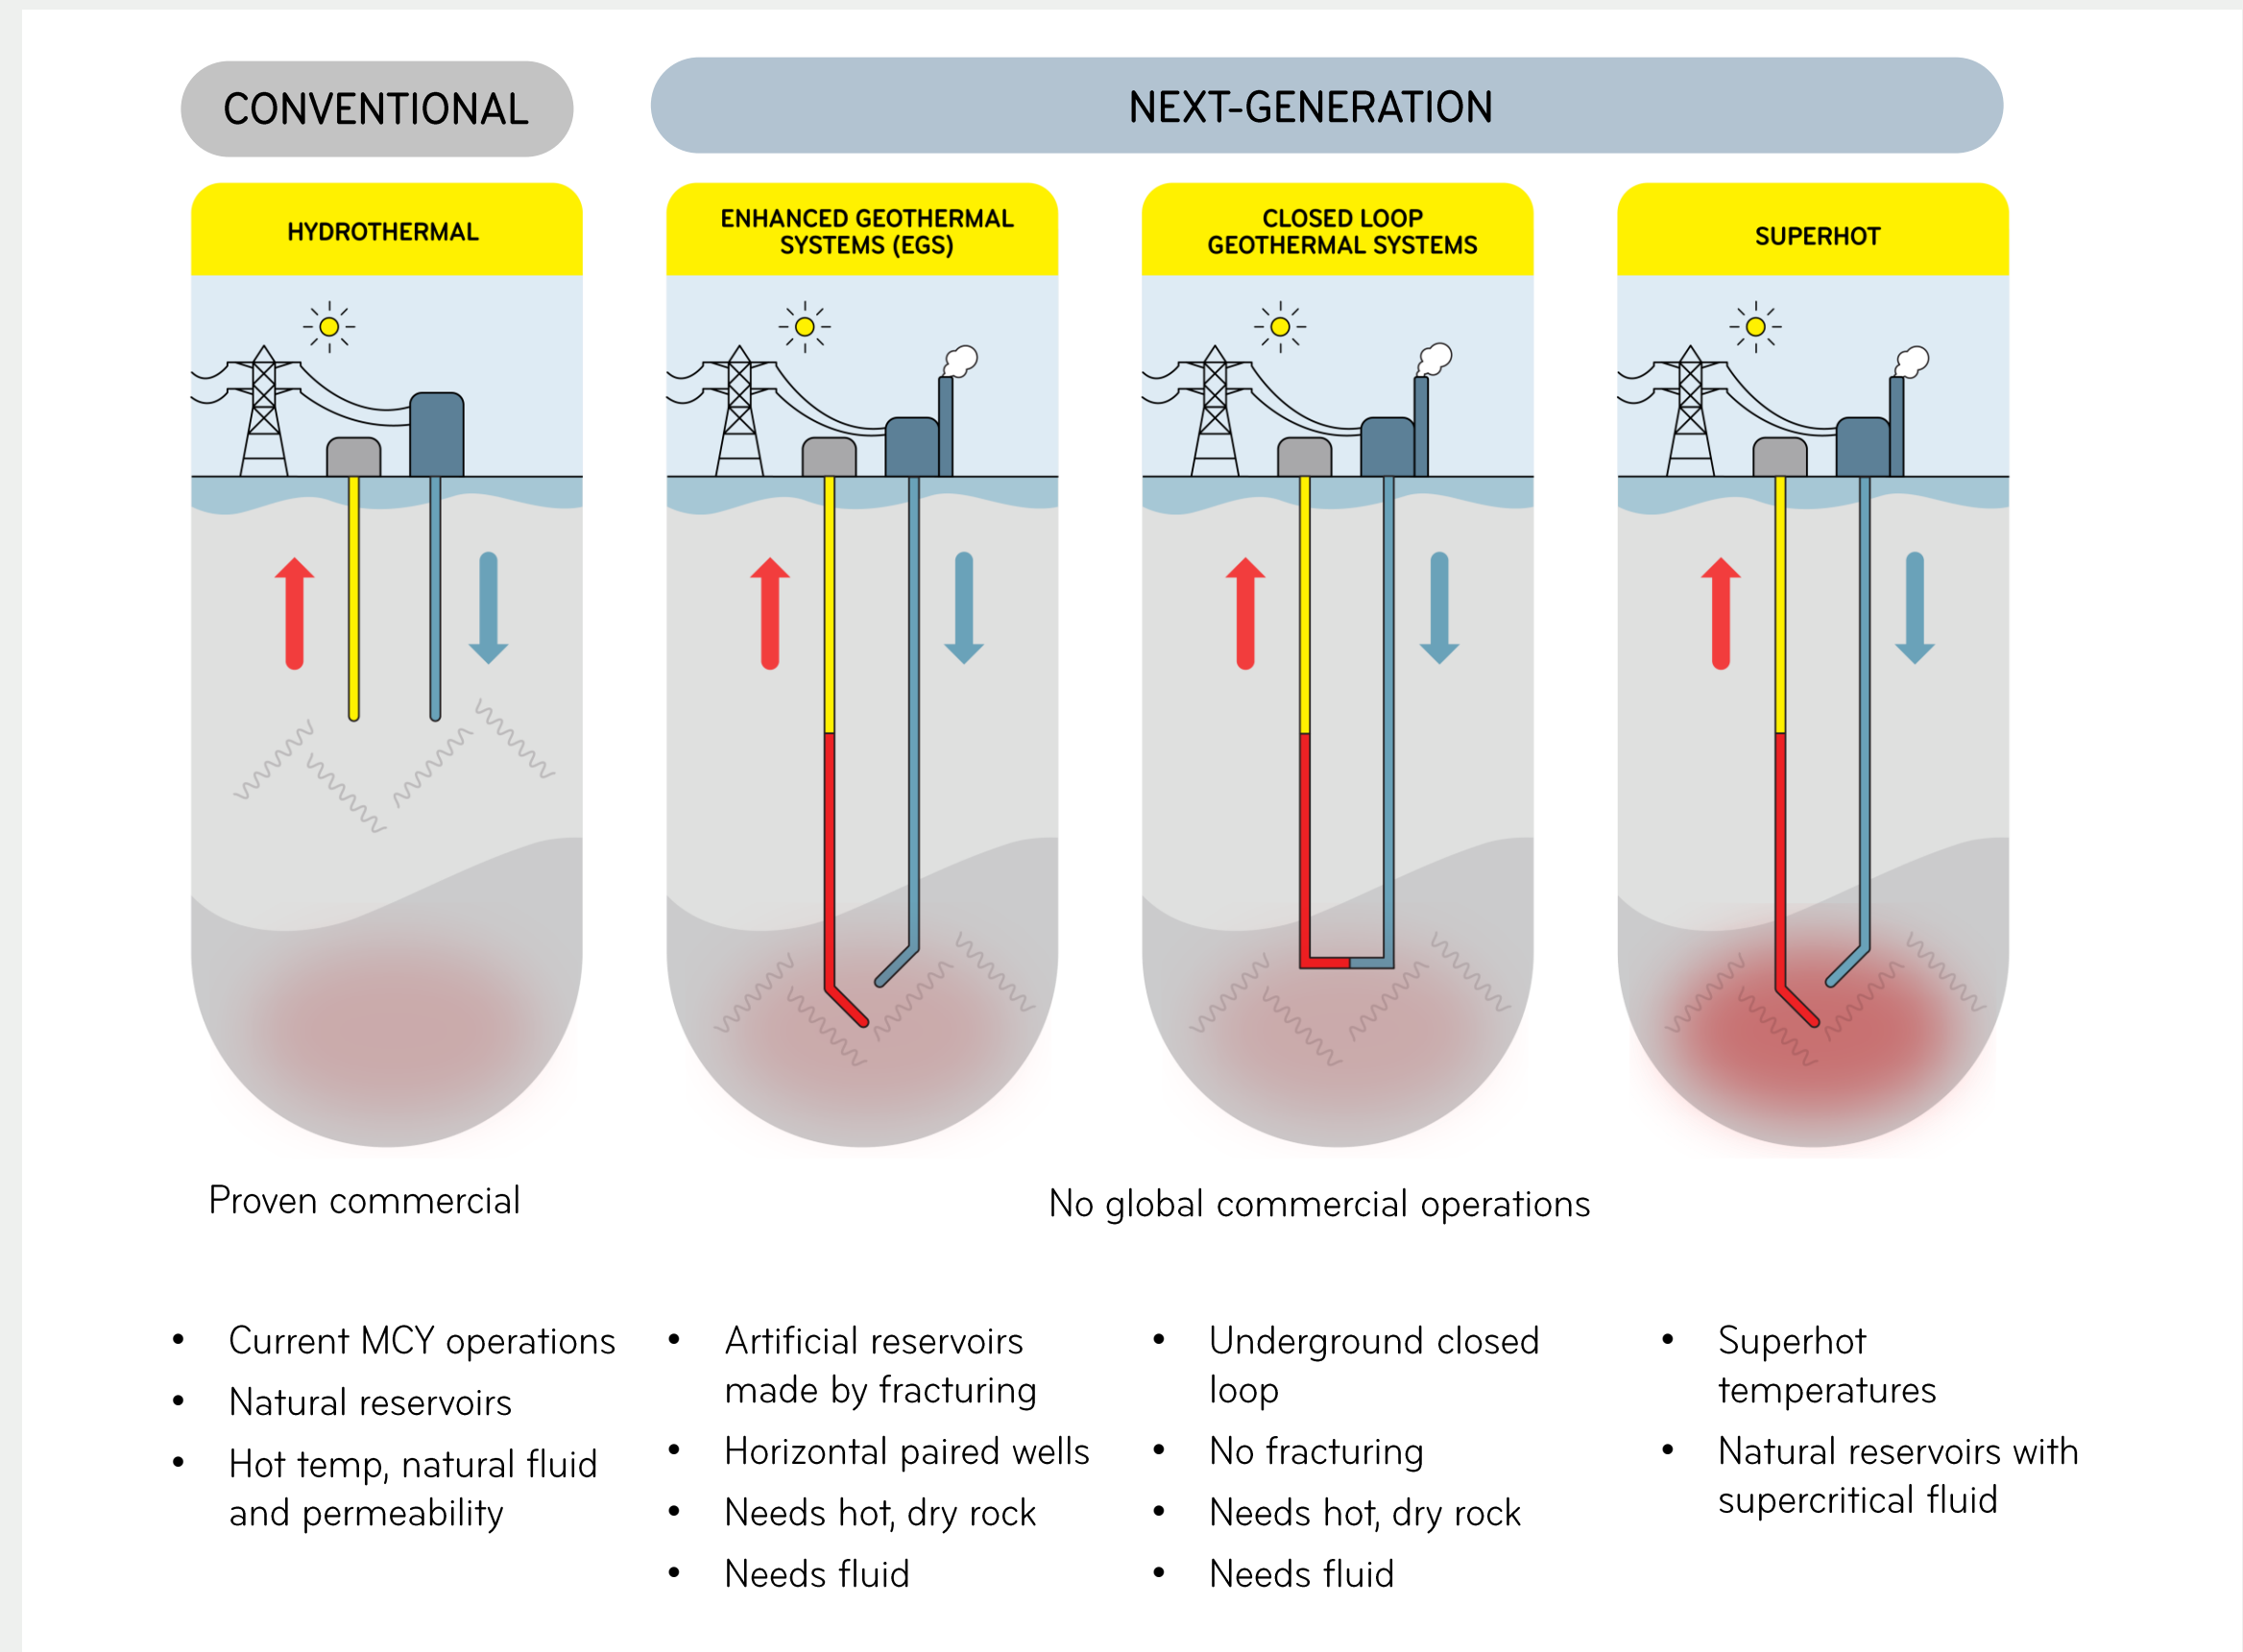 CONVENTIONAL
NEXT-GENERATION
HYDROTHERMAL
ENHANCED GEOTHERMAL
SYSTEMS (EGS)
CLOSED LOOP
GEOTHERMAL SYSTEMS
SUPERHOT
Proven commercial
No global commercial operations
• Current MCY operations
• Natural reservoirs
• Hot temp, natural fluid
and permeability
• Artificial reservoirs
made by fracturing
• Horizontal paired wells
• Needs hot, dry rock
• Needs fluid
• Underground closed
loop
• No fracturing
• Needs hot, dry rock
• Needs fluid
• Superhot
temperatures
• Natural reservoirs with
supercritical fluid